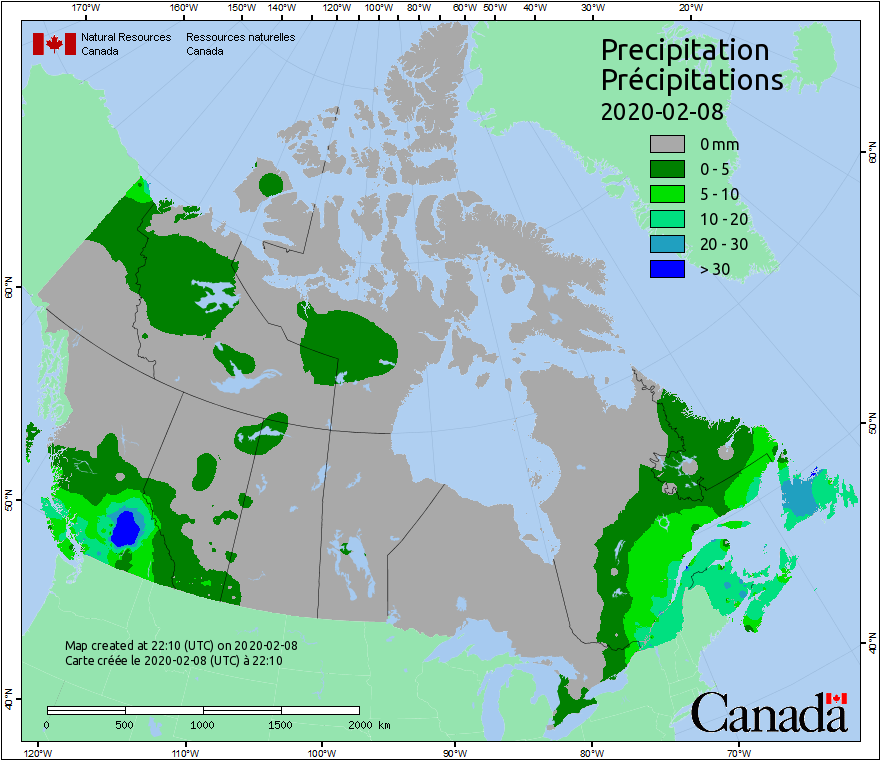 170°W 160°W 150°W 140°W 130°W 120°W 110°W 100°W 90°W 80°W 60°W 50°W 40°W 30°W 20°W
Natural Resources Ressources naturelles
Canada Canada
Precipitation
Précipitations
2020-02-08
0 mm
0 - 5
5 - 10
10 - 20
20 - 30
> 30
60°N
60°N
50°N
50°N
40°N
40°N
Map created at 22:10 (UTC) on 2020-02-08
Carte créée le 2020-02-08 (UTC) à 22:10
0 500 1000 1500 2000 km
Canada
120°W 110°W 100°W 90°W 80°W 70°W